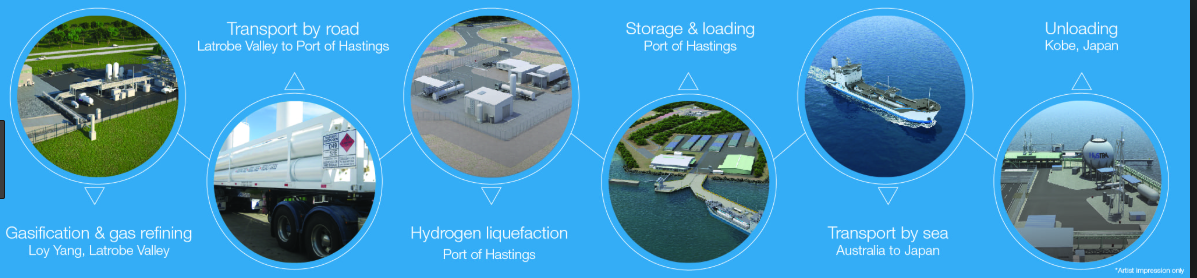 Gasification & gas refining
Loy Yang, Latrobe Valley
Transport by road
Latrobe Valley to Port of Hastings
Hydrogen liquefaction
Port of Hastings
Storage & loading
Port of Hastings
Transport by sea
Australia to Japan
Unloading
Kobe, Japan
*Artist impression only